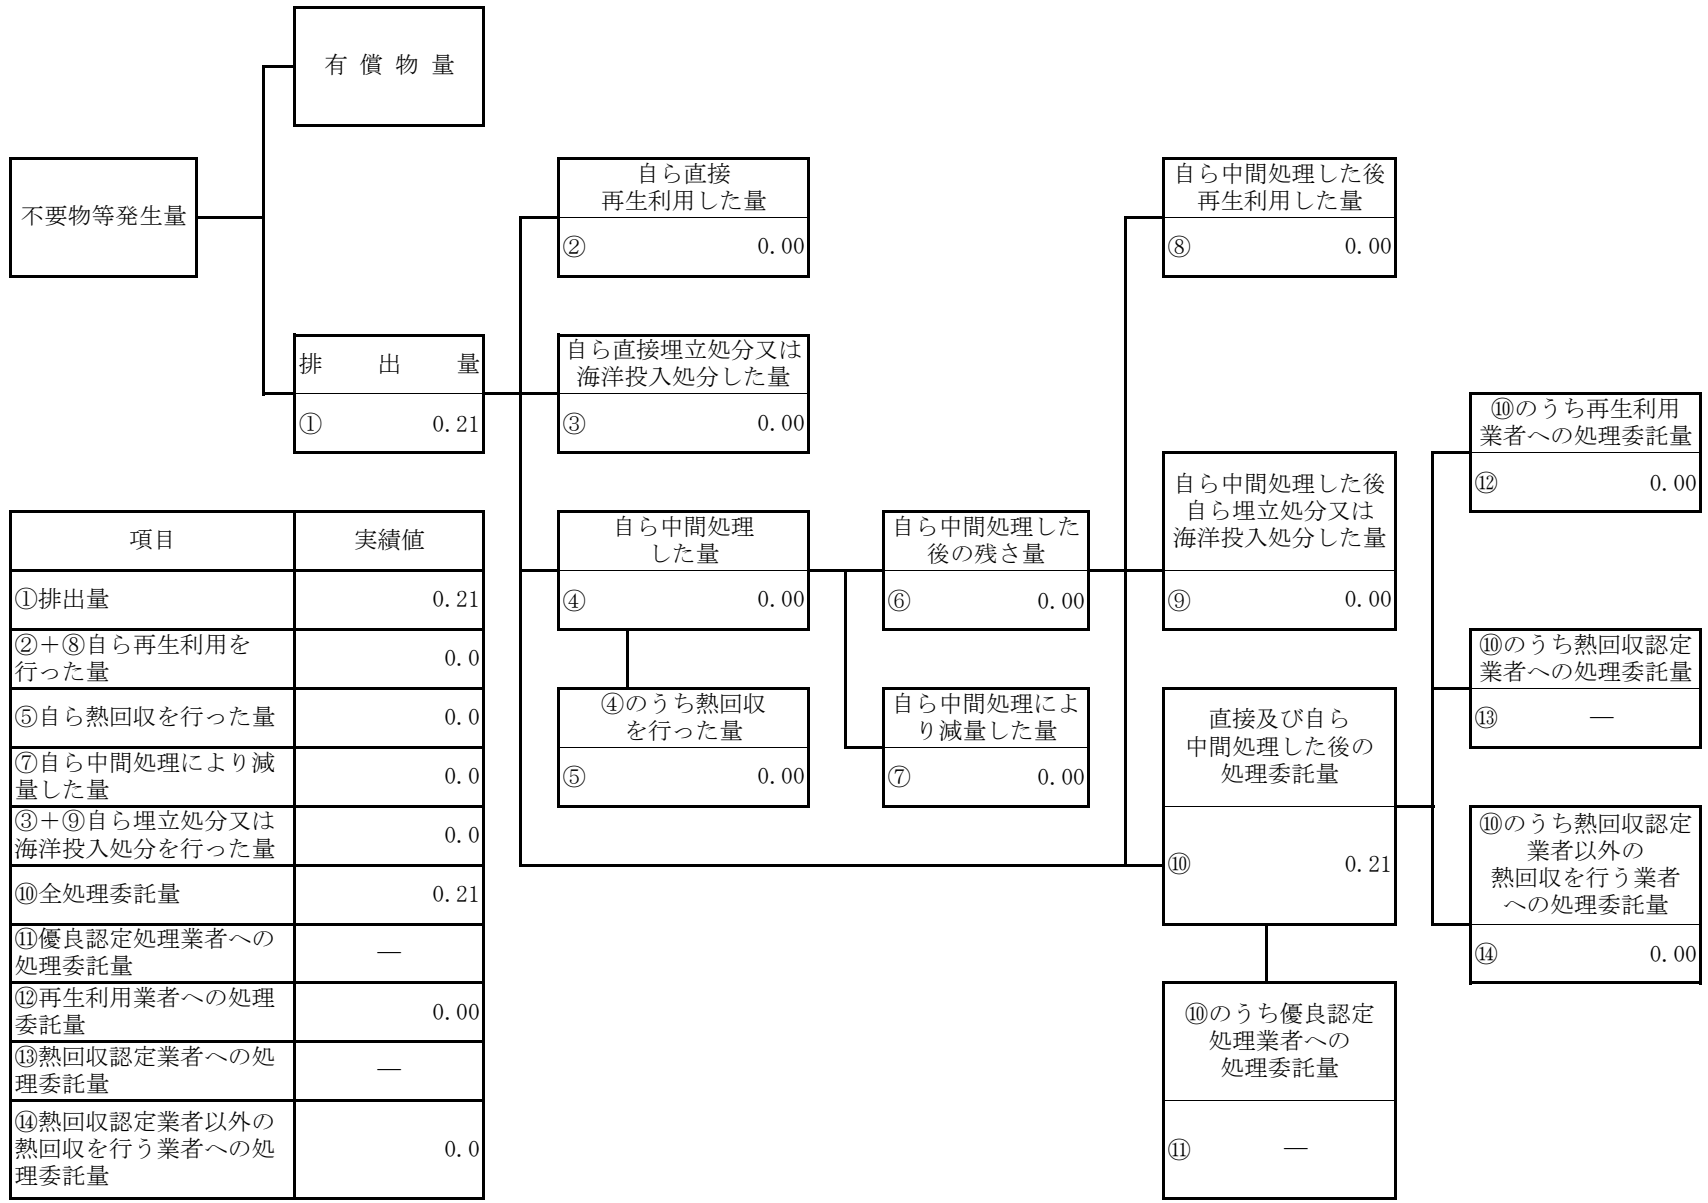 有償物量
不要物等発生量
自ら直接
再生利用した量
② 0.00
自ら中間処理した後
再生利用した量
⑧ 0.00
排出量
① 0.21
自ら直接埋立処分又は
海洋投入処分した量
③ 0.00
⑩のうち再生利用
業者への処理委託量
⑫ 0.00
自ら中間処理
した量
④ 0.00
自ら中間処理した
後の残さ量
⑥ 0.00
自ら中間処理した後
自ら埋立処分又は
海洋投入処分した量
⑨ 0.00
⑩のうち熱回収認定
業者への処理委託量
⑬ ―
④のうち熱回収
を行った量
⑤ 0.00
自ら中間処理によ
り減量した量
⑦ 0.00
直接及び自ら
中間処理した後の
処理委託量
⑩ 0.21
⑩のうち熱回収認定
業者以外の
熱回収を行う業者
への処理委託量
⑭ 0.00
⑩のうち優良認定
処理業者への
処理委託量
⑪ ―
項目 実績値
①排出量 0.21
②＋⑧自ら再生利用を
行った量 0.0
⑤自ら熱回収を行った量 0.0
⑦自ら中間処理により減
量した量 0.0
③＋⑨自ら埋立処分又は
海洋投入処分を行った量 0.0
⑩全処理委託量 0.21
⑪優良認定処理業者への
処理委託量 ―
⑫再生利用業者への処理
委託量 0.00
⑬熱回収認定業者への処
理委託量 ―
⑭熱回収認定業者以外の
熱回収を行う業者への処
理委託量 0.0